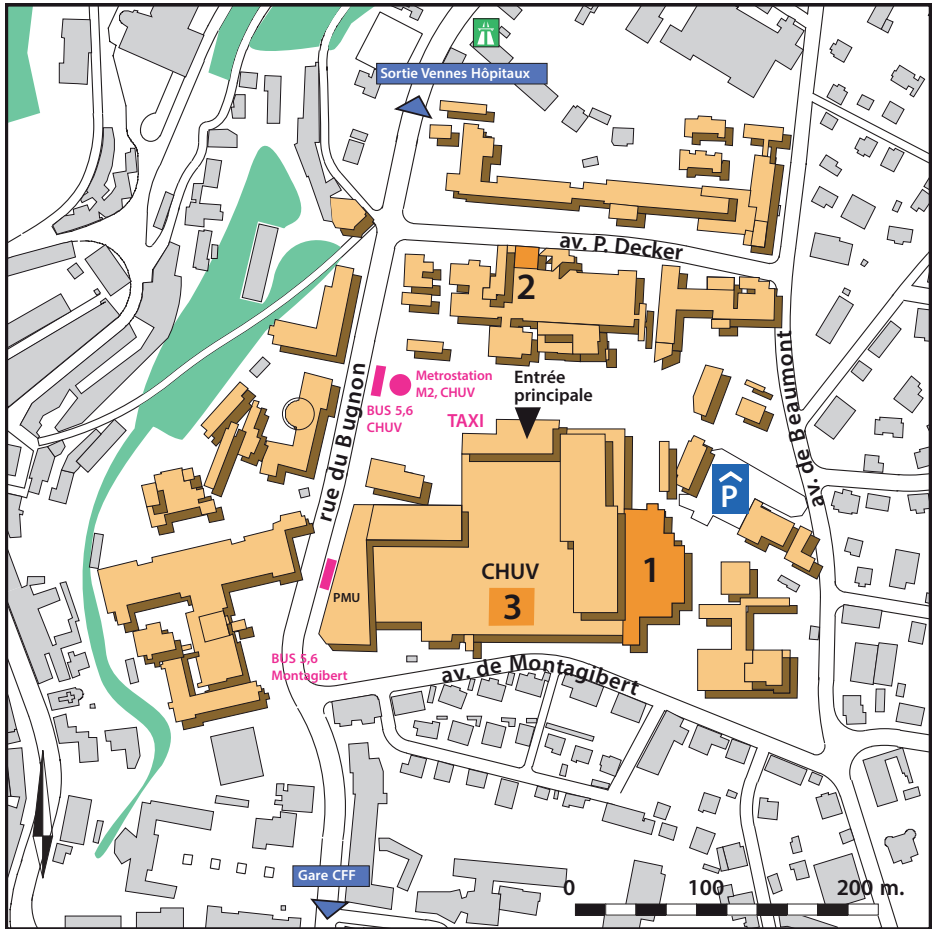 Sortie Vennes Hôpitaux
av. P. Decker
2
rue du Bugnon
av. de Beaumont
Metrostation
M2, CHUV
BUS 5,6
CHUV
TAXI
Entrée
principale
P
1
CHUV
3
PMU
BUS 5,6
Montagibert
av. de Montagibert
Gare CFF
0 100 200 m.